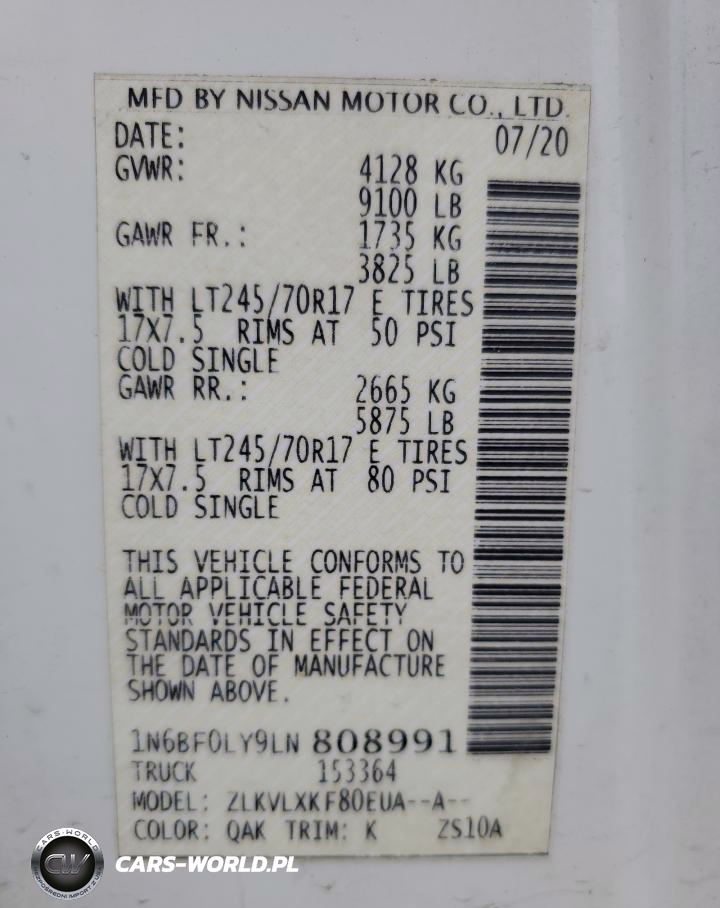 MFD BY NISSAN MOTOR CO., LTD.
DATE: 07/20
GVWR: 4128 KG
9100 LB
GAWR FR.: 1735 KG
3825 LB
WITH LT245/70R17 E TIRES
17X7.5 RIMS AT 50 PSI
COLD SINGLE
GAWR RR.: 2665 KG
5875 LB
WITH LT245/70R17 E TIRES
17X7.5 RIMS AT 80 PSI
COLD SINGLE
THIS VEHICLE CONFORMS TO
ALL APPLICABLE FEDERAL
MOTOR VEHICLE SAFETY
STANDARDS IN EFFECT ON
THE DATE OF MANUFACTURE
SHOWN ABOVE.
1N6BF0LY9LN 808991
TRUCK 153364
MODEL: ZLKVLXKF80EUA--A--
COLOR: QAK TRIM: K ZS10A
CARS-WORLD
CW
CARS-WORLD.PL